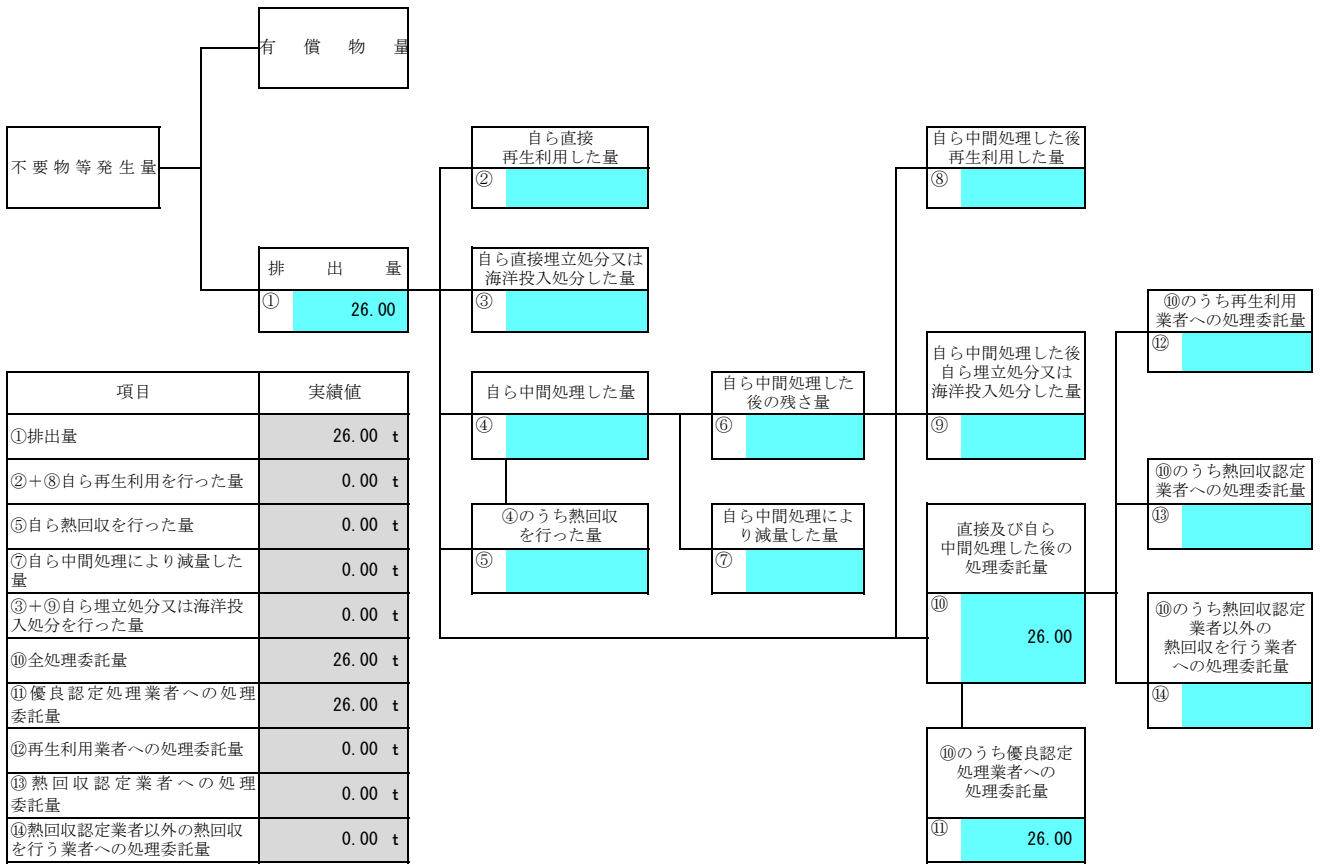 有償物量
不要物等発生量
排出量
① 26.00
自ら直接
再生利用した量
②
自ら直接埋立処分又は
海洋投入処分した量
③
自ら中間処理した量
④
④のうち熱回収
を行った量
⑤
自ら中間処理した
後の残さ量
⑥
自ら中間処理によ
り減量した量
⑦
自ら中間処理した後
再生利用した量
⑧
自ら中間処理した後
自ら埋立処分又は
海洋投入処分した量
⑨
直接及び自ら
中間処理した後の
処理委託量
⑩ 26.00
⑩のうち優良認定
処理業者への
処理委託量
⑪ 26.00
⑩のうち再生利用
業者への処理委託量
⑫
⑩のうち熱回収認定
業者への処理委託量
⑬
⑩のうち熱回収認定
業者以外の
熱回収を行う業者
への処理委託量
⑭
項目 実績値
①排出量 26.00 t
②+⑧自ら再生利用を行った量 0.00 t
⑤自ら熱回収を行った量 0.00 t
⑦自ら中間処理により減量した
量 0.00 t
③+⑨自ら埋立処分又は海洋投
入処分を行った量 0.00 t
⑩全処理委託量 26.00 t
⑪優良認定処理業者への処理
委託量 26.00 t
⑫再生利用業者への処理委託量 0.00 t
⑬熱回収認定業者への処理
委託量 0.00 t
⑭熱回収認定業者以外の熱回収
を行う業者への処理委託量 0.00 t